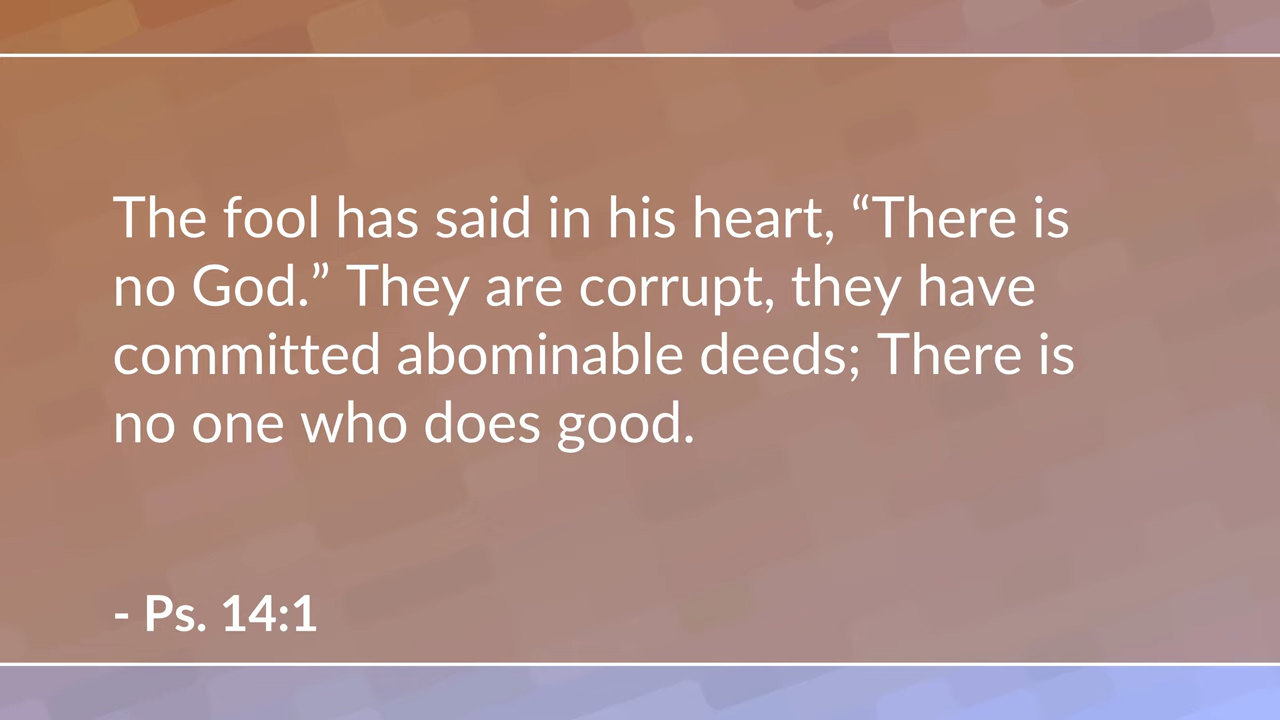 The fool has said in his heart, “There is
no God.” They are corrupt, they have
committed abominable deeds; There is
no one who does good.
- Ps. 14:1